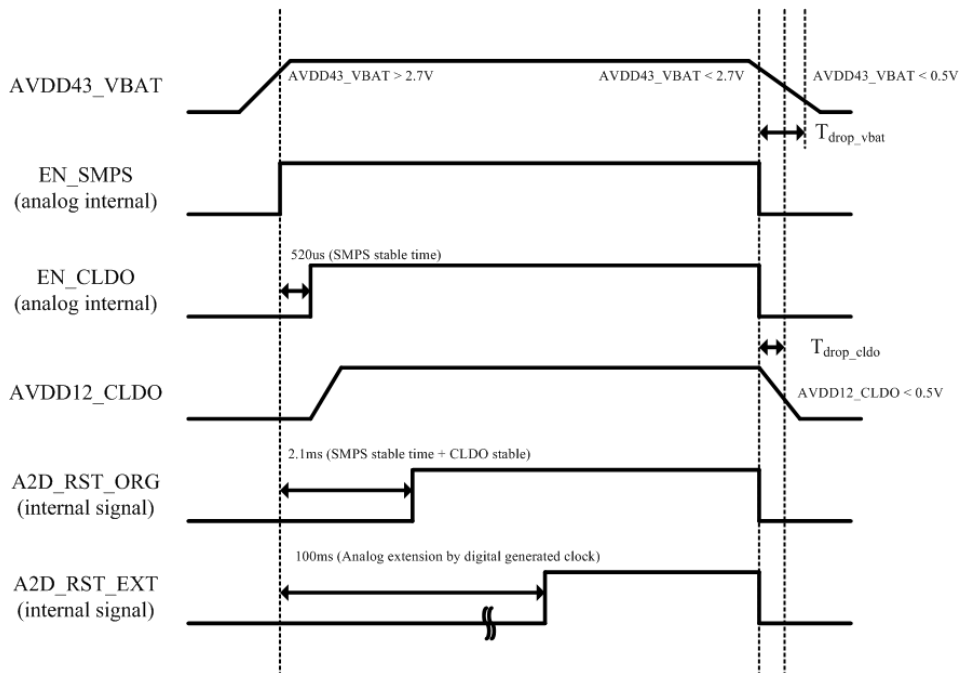 AVDD43_VBAT
AVDD43_VBAT > 2.7V
AVDD43_VBAT < 2.7V
AVDD43_VBAT < 0.5V
Tdrop_vbat
EN_SMPS
(analog internal)
520us (SMPS stable time)
EN_CLDO
(analog internal)
Tdrop_cldo
AVDD12_CLDO
AVDD12_CLDO < 0.5V
2.1ms (SMPS stable time + CLDO stable)
A2D_RST_ORG
(internal signal)
100ms (Analog extension by digital generated clock)
A2D_RST_EXT
(internal signal)